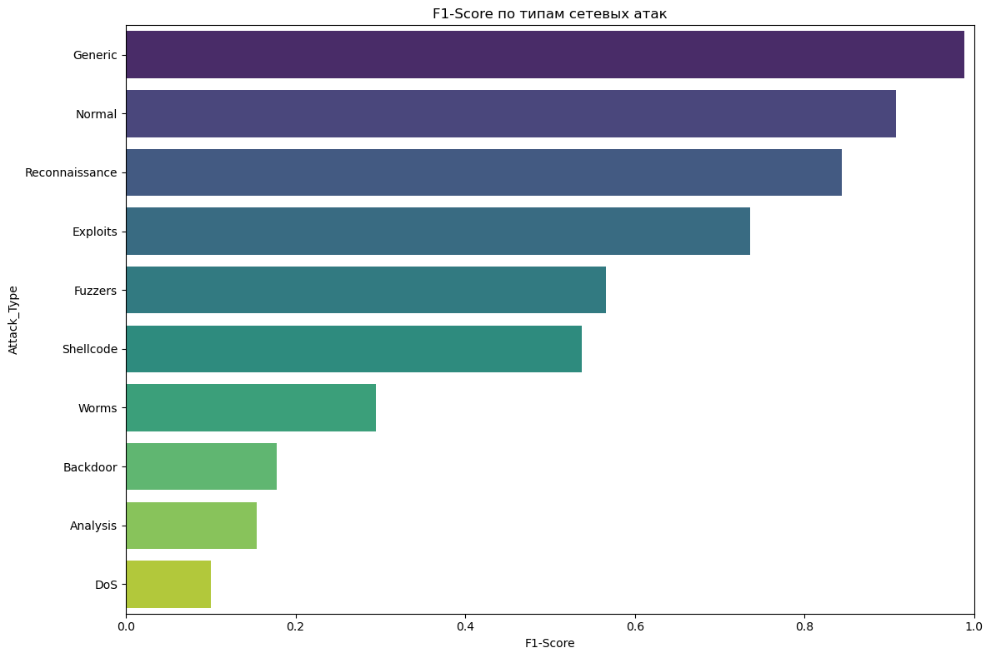 F1-Score по типам сетевых атак
Generic
Normal
Reconnaissance
Exploits
Fuzzers
Shellcode
Worms
Backdoor
Analysis
DoS
Attack_Type
0.0 0.2 0.4 0.6 0.8 1.0
F1-Score